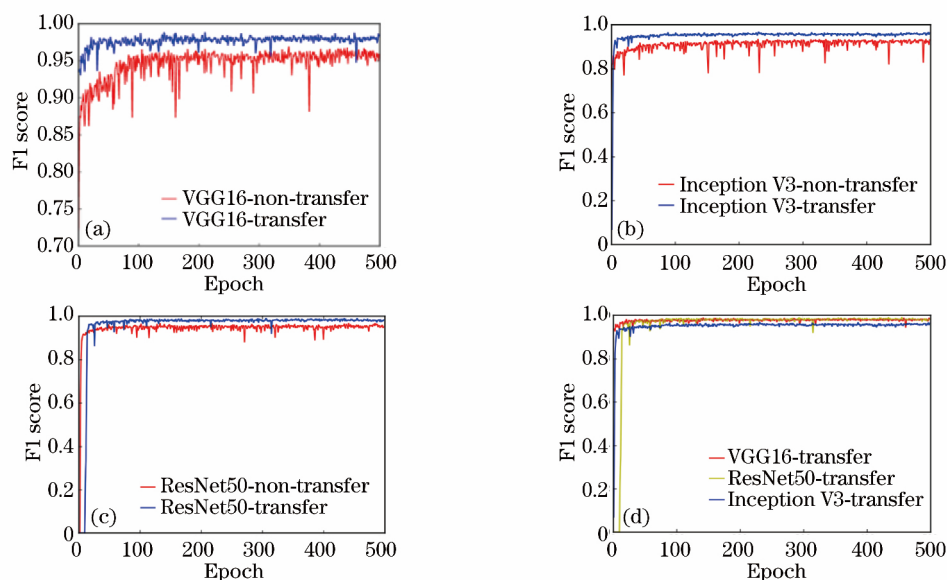 1.00
0.95
0.90
0.85
0.80
0.75
0.70
F1 score
VGG16-non-transfer
VGG16-transfer
(a)
0 100 200 300 400 500
Epoch
1.0
0.8
0.6
0.4
0.2
0
F1 score
Inception V3-non-transfer
Inception V3-transfer
(b)
0 100 200 300 400 500
Epoch
1.0
0.8
0.6
0.4
0.2
0
F1 score
ResNet50-non-transfer
ResNet50-transfer
(c)
0 100 200 300 400 500
Epoch
1.0
0.8
0.6
0.4
0.2
0
F1 score
VGG16-transfer
ResNet50-transfer
Inception V3-transfer
(d)
0 100 200 300 400 500
Epoch